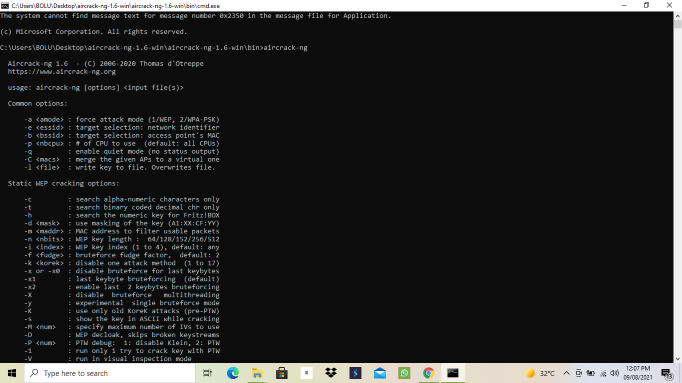 C:\Users\BOLU\Desktop\aircrack-ng-1.6-win\aircrack-ng-1.6-win\bin\cmd.exe
The system cannot find message text for message number 0x2350 in the message file for Application.
(c) Microsoft Corporation. All rights reserved.
C:\Users\BOLU\Desktop\aircrack-ng-1.6-win\aircrack-ng-1.6-win\bin>aircrack-ng
Aircrack-ng 1.6 - (C) 2006-2020 Thomas d'Otreppe
https://www.aircrack-ng.org
usage: aircrack-ng [options] <input file(s)>
Common options:
-a <amode> : force attack mode (1/WEP, 2/WPA-PSK)
-e <essid> : target selection: network identifier
-b <bssid> : target selection: access point's MAC
-p <nbcpu> : # of CPU to use (default: all CPUs)
-q : enable quiet mode (no status output)
-C <macs> : merge the given APs to a virtual one
-l <file> : write key to file. Overwrites file.
Static WEP cracking options:
-c : search alpha-numeric characters only
-t : search binary coded decimal chr only
-h : search the numeric key for Fritz!BOX
-d <mask> : use masking of the key (A1:XX:CF:YY)
-m <maddr> : MAC address to filter usable packets
-n <nbits> : WEP key length : 64/128/152/256/512
-i <index> : WEP key index (1 to 4), default: any
-f <fudge> : bruteforce fudge factor, default: 2
-k <korek> : disable one attack method (1 to 17)
-x or -x0 : disable bruteforce for last keybytes
-x1 : last keybyte bruteforcing (default)
-x2 : enable last 2 keybytes bruteforcing
-X : disable bruteforce multithreading
-y : experimental single bruteforce mode
-K : use only old KoreK attacks (pre-PTW)
-s : show the key in ASCII while cracking
-M <num> : specify maximum number of IVs to use
-D : WEP decloak, skips broken keystreams
-P <num> : PTW debug: 1: disable Klein, 2: PTW
-1 : run only 1 try to crack key with PTW
-V : run in visual inspection mode
Type here to search
32°C
12:07 PM
09/08/2021